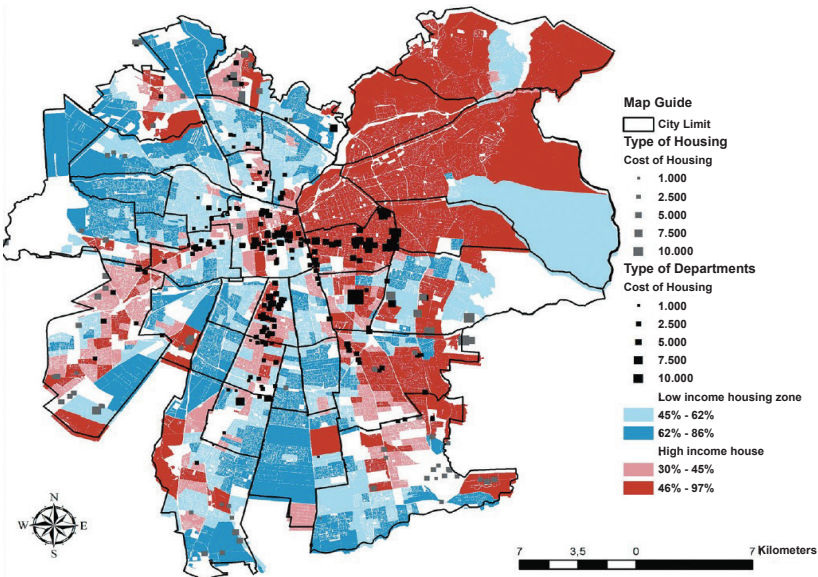 Map Guide
City Limit
Type of Housing
Cost of Housing
1.000
2.500
5.000
7.500
10.000
Type of Departments
Cost of Housing
1.000
2.500
5.000
7.500
10.000
Low income housing zone
45% - 62%
62% - 86%
High income house
30% - 45%
46% - 97%
N
W E
S
7 3,5 0 7 Kilometers